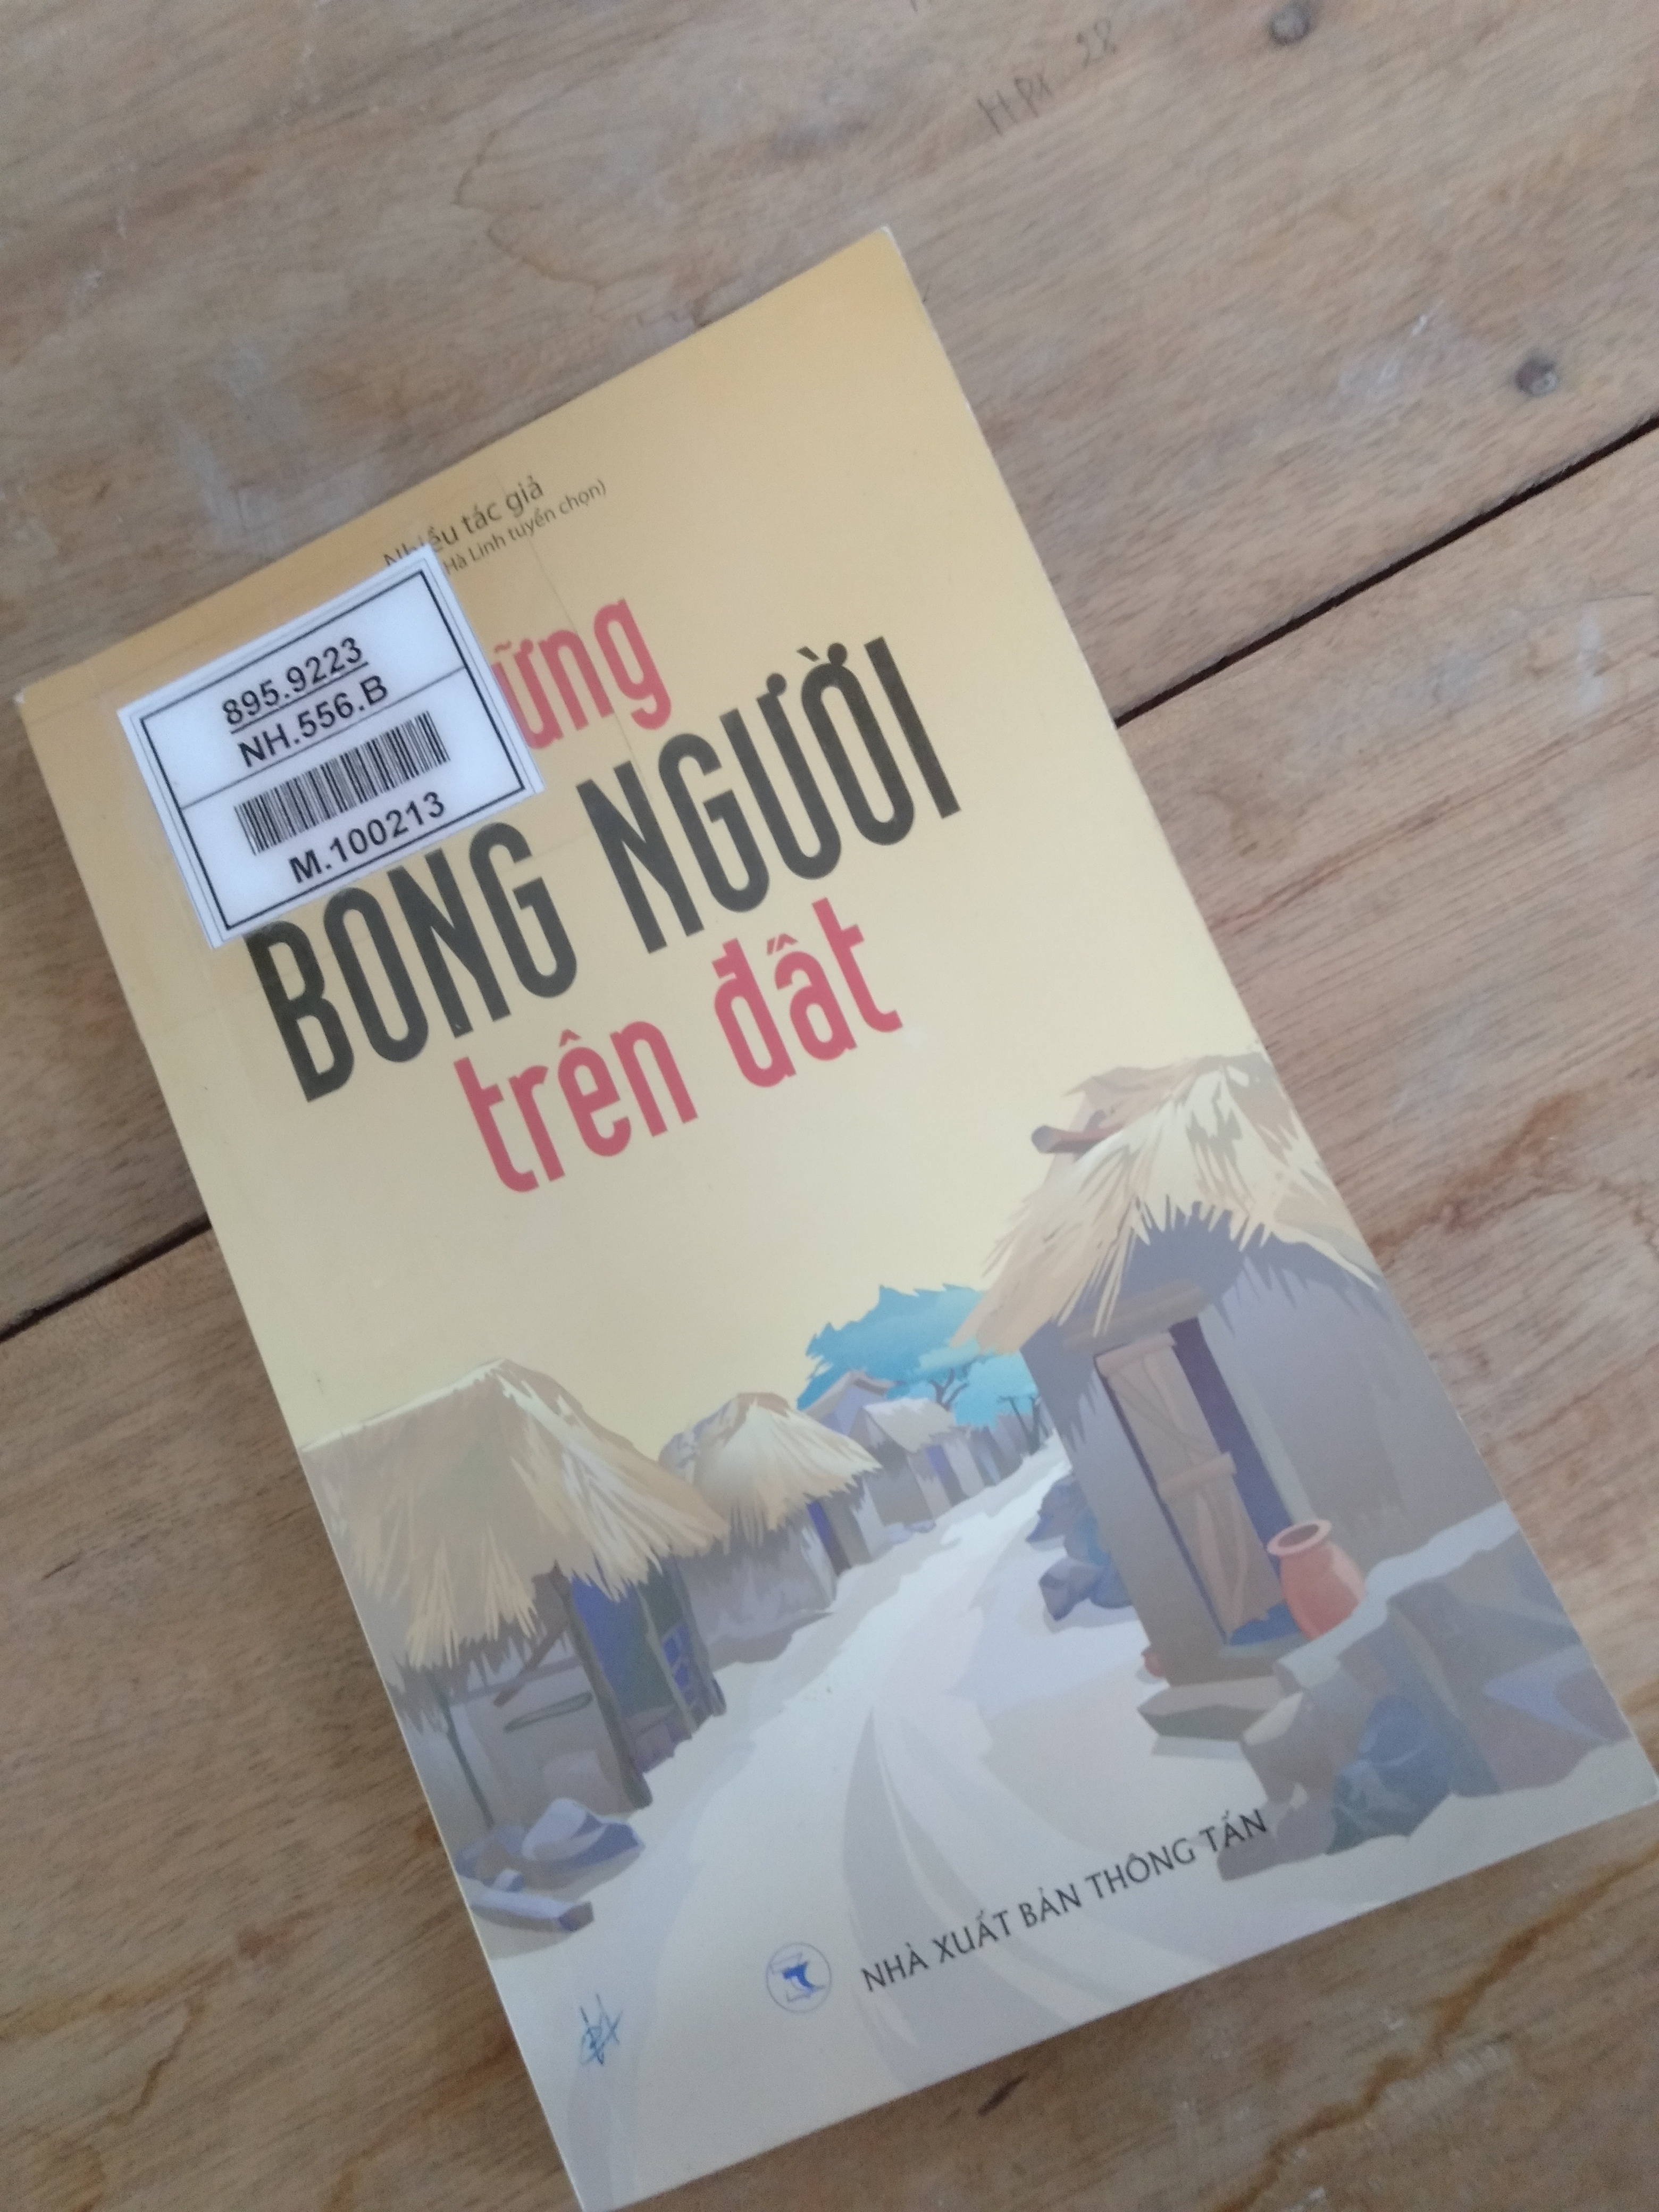 Nhiều tác giả
Hà Linh tuyển chọn)
895.9223
NH.556.B
M.100213
ững
BONG NGƯỜI
trên đất
NHÀ XUẤT BẢN THÔNG TẤN